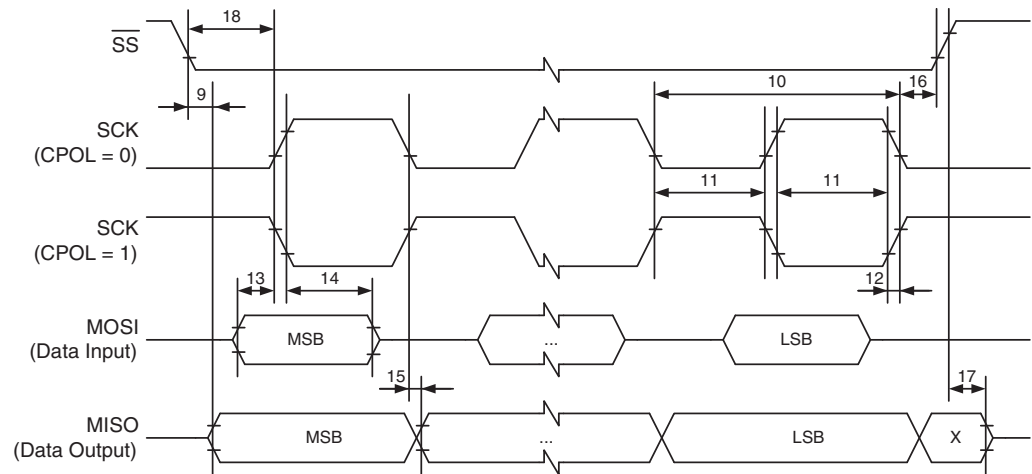 18
SS
9
10
16
SCK
(CPOL = 0)
11
11
SCK
(CPOL = 1)
13
14
12
MOSI
(Data Input)
MSB
...
LSB
15
17
MISO
(Data Output)
MSB
...
LSB
X